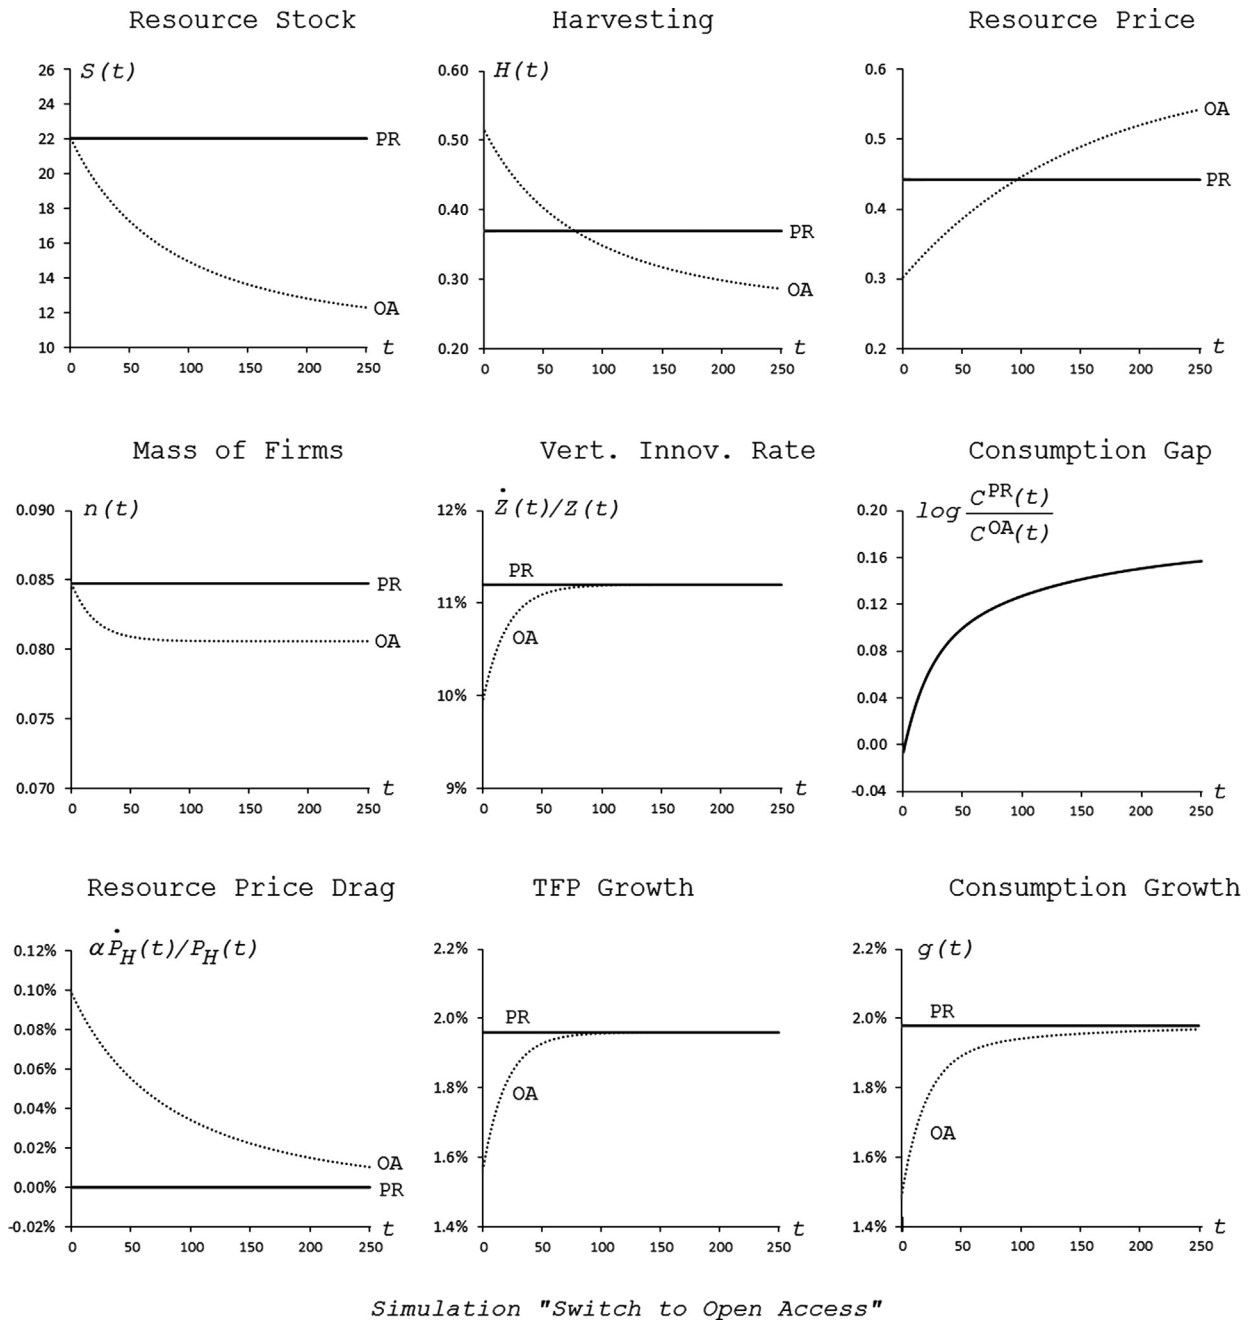 Resource Stock
Harvesting
Resource Price
S(t)
26
24
22
20
18
16
14
12
10
PR
OA
0 50 100 150 200 250
t
H(t)
0.60
0.50
0.40
0.30
0.20
PR
OA
0 50 100 150 200 250
t
0.6
0.5
0.4
0.3
0.2
OA
PR
0 50 100 150 200 250
t
Mass of Firms
Vert. Innov. Rate
Consumption Gap
n(t)
0.090
0.085
0.080
0.075
0.070
PR
OA
0 50 100 150 200 250
t
Ż(t)/Z(t)
12%
11%
10%
9%
PR
OA
0 50 100 150 200 250
t
log C^PR(t)/C^OA(t)
0.20
0.16
0.12
0.08
0.04
0.00
-0.04
0 50 100 150 200 250
t
Resource Price Drag
TFP Growth
Consumption Growth
αṖ_H(t)/P_H(t)
0.12%
0.10%
0.08%
0.06%
0.04%
0.02%
0.00%
-0.02%
OA
PR
0 50 100 150 200 250
t
2.2%
2.0%
1.8%
1.6%
1.4%
PR
OA
0 50 100 150 200 250
t
g(t)
2.2%
2.0%
1.8%
1.6%
1.4%
PR
OA
0 50 100 150 200 250
t
Simulation "Switch to Open Access"